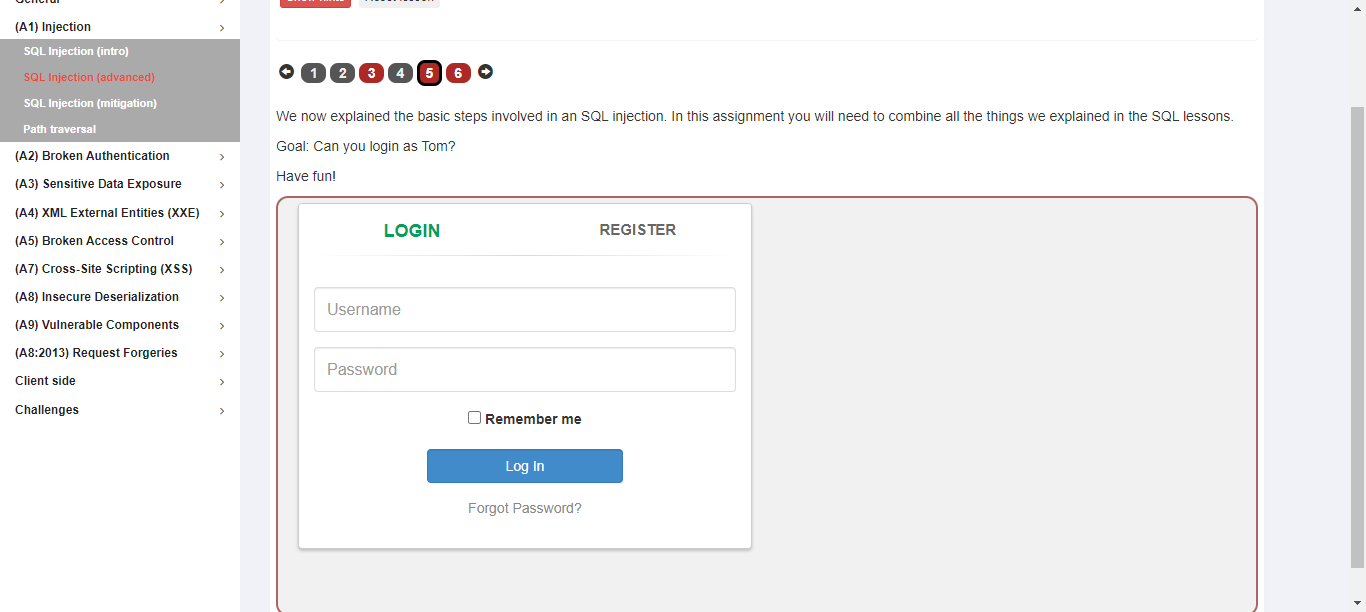 General
(A1) Injection
SQL Injection (intro)
SQL Injection (advanced)
SQL Injection (mitigation)
Path traversal
(A2) Broken Authentication
(A3) Sensitive Data Exposure
(A4) XML External Entities (XXE)
(A5) Broken Access Control
(A7) Cross-Site Scripting (XSS)
(A8) Insecure Deserialization
(A9) Vulnerable Components
(A8:2013) Request Forgeries
Client side
Challenges
Show hints Reset lesson
1 2 3 4 5 6
We now explained the basic steps involved in an SQL injection. In this assignment you will need to combine all the things we explained in the SQL lessons.
Goal: Can you login as Tom?
Have fun!
LOGIN REGISTER
Username
Password
Remember me
Log In
Forgot Password?